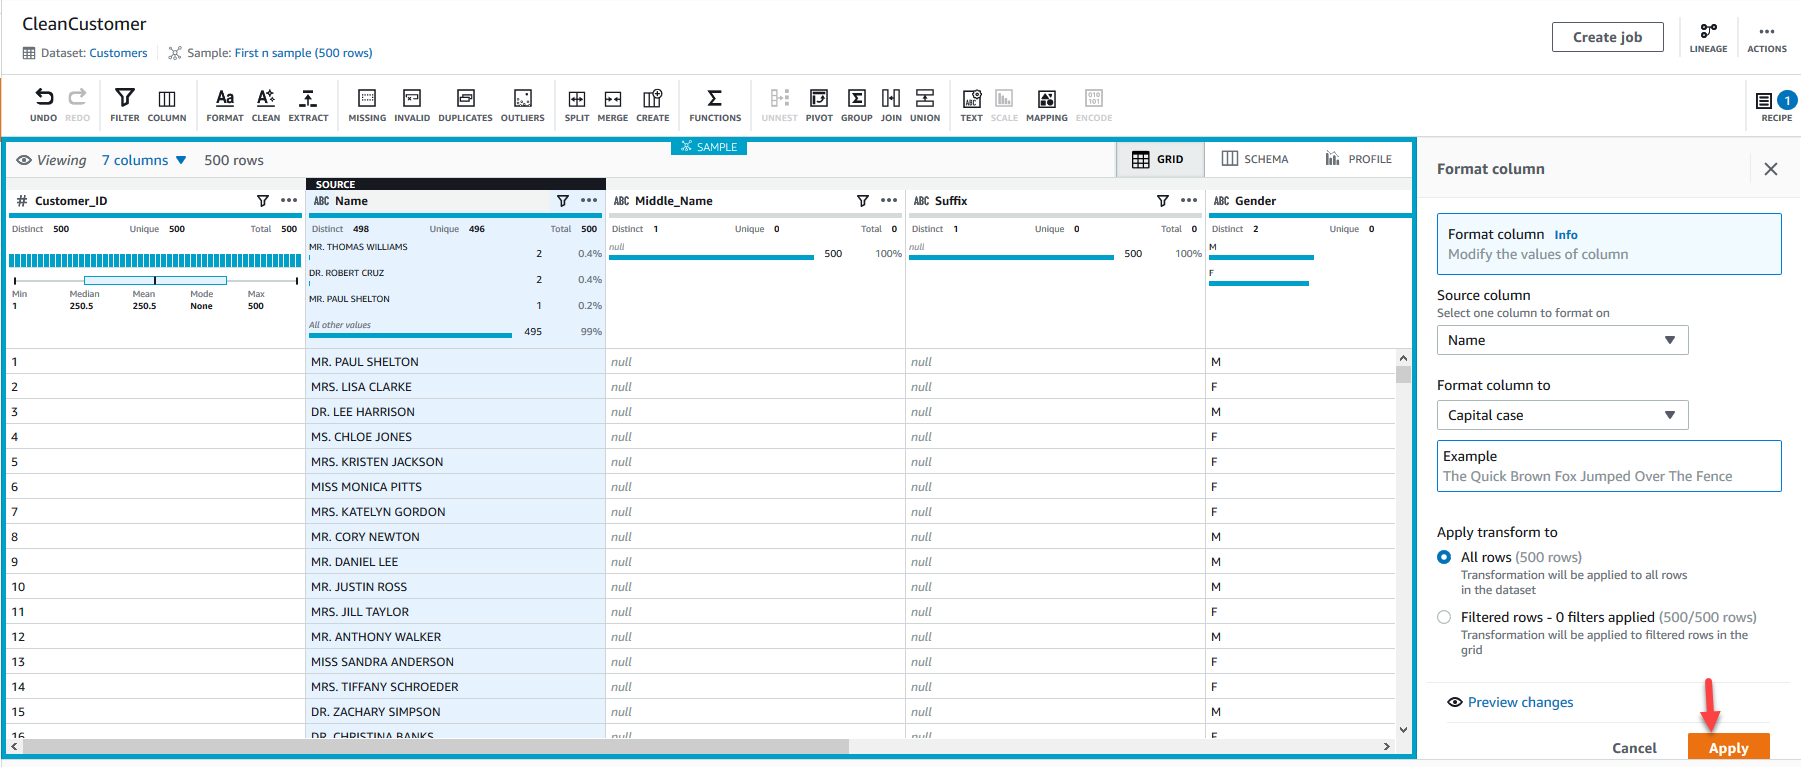 CleanCustomer
Dataset: Customers
Sample: First n sample (500 rows)
Create job
LINEAGE
ACTIONS
UNDO REDO FILTER COLUMN FORMAT CLEAN EXTRACT MISSING INVALID DUPLICATES OUTLIERS SPLIT MERGE CREATE FUNCTIONS UNNEST PIVOT GROUP JOIN UNION TEXT SCALE MAPPING ENCODE RECIPE 1
Viewing 7 columns 500 rows
SAMPLE
GRID SCHEMA PROFILE
SOURCE
# Customer_ID ABC Name ABC Middle_Name ABC Suffix ABC Gender
Distinct 500 Unique 500 Total 500 Distinct 498 Unique 496 Total 500 Distinct 1 Unique 0 Total 0 Distinct 1 Unique 0 Total 0 Distinct 2 Unique 0
MR. THOMAS WILLIAMS 2 0.4% null 500 100% null 500 100% M
DR. ROBERT CRUZ 2 0.4% F
Min Median Mean Mode Max
1 250.5 250.5 None 500
MR. PAUL SHELTON 1 0.2%
All other values 495 99%
1 MR. PAUL SHELTON null null M
2 MRS. LISA CLARKE null null F
3 DR. LEE HARRISON null null M
4 MS. CHLOE JONES null null F
5 MRS. KRISTEN JACKSON null null F
6 MISS MONICA PITTS null null F
7 MRS. KATELYN GORDON null null F
8 MR. CORY NEWTON null null M
9 MR. DANIEL LEE null null M
10 MR. JUSTIN ROSS null null M
11 MRS. JILL TAYLOR null null F
12 MR. ANTHONY WALKER null null M
13 MISS SANDRA ANDERSON null null F
14 MRS. TIFFANY SCHROEDER null null F
15 DR. ZACHARY SIMPSON null null M
16 DR. CHRISTINA BANKS null null F
Format column
Format column Info
Modify the values of column
Source column
Select one column to format on
Name
Format column to
Capital case
Example
The Quick Brown Fox Jumped Over The Fence
Apply transform to
All rows (500 rows)
Transformation will be applied to all rows
in the dataset
Filtered rows - 0 filters applied (500/500 rows)
Transformation will be applied to filtered rows in the
grid
Preview changes
Cancel Apply